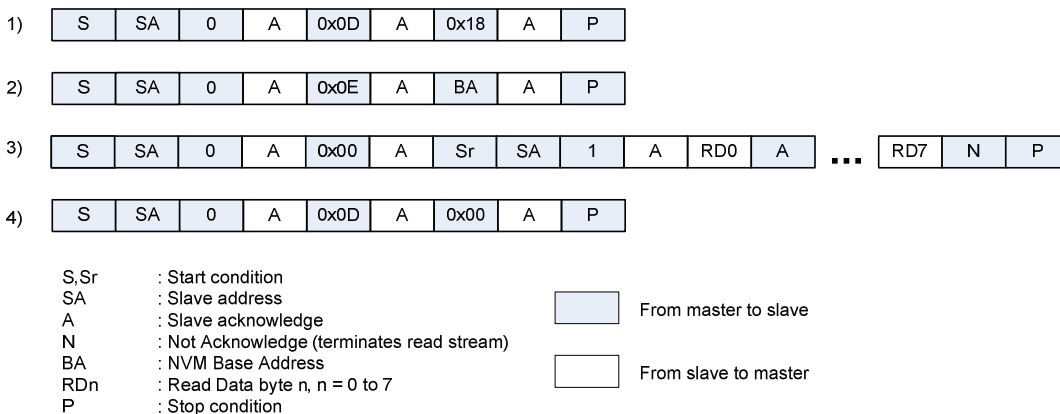 1) S SA 0 A 0x0D A 0x18 A P
2) S SA 0 A 0x0E A BA A P
3) S SA 0 A 0x00 A Sr SA 1 A RD0 A ... RD7 N P
4) S SA 0 A 0x0D A 0x00 A P
S,Sr : Start condition
SA : Slave address
A : Slave acknowledge
N : Not Acknowledge (terminates read stream)
BA : NVM Base Address
RDn : Read Data byte n, n = 0 to 7
P : Stop condition
From master to slave
From slave to master